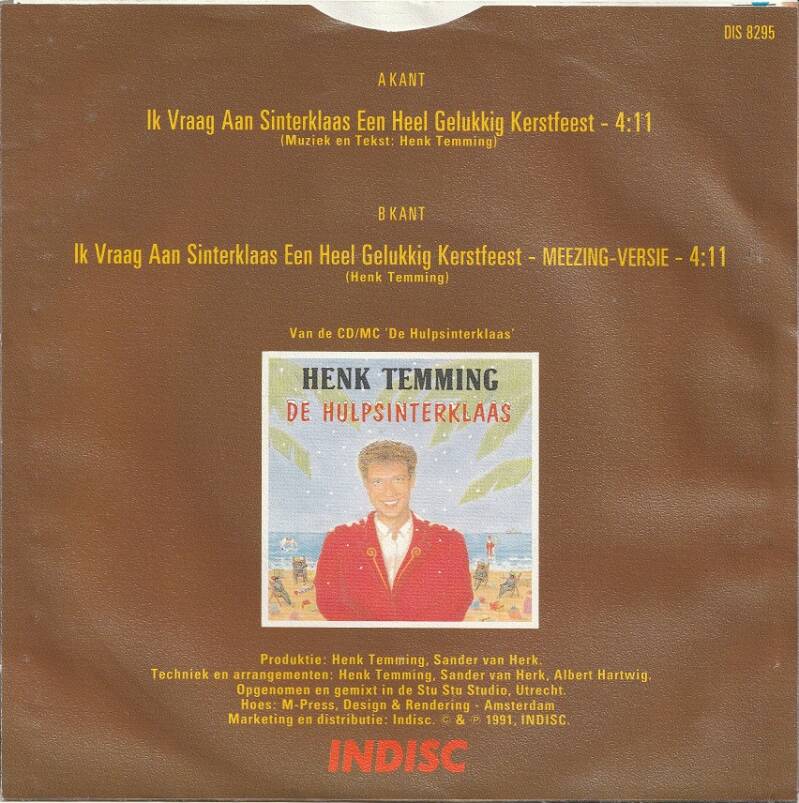 DIS 8295
A KANT
Ik Vraag Aan Sinterklaas Een Heel Gelukkig Kerstfeest - 4:11
(Muziek en Tekst: Henk Temming)
B KANT
Ik Vraag Aan Sinterklaas Een Heel Gelukkig Kerstfeest - MEEZING-VERSIE - 4:11
(Henk Temming)
Van de CD/MC 'De Hulpsinterklaas'
HENK TEMMING
DE HULPSINTERKLAAS
Produktie: Henk Temming, Sander van Herk.
Techniek en arrangementen: Henk Temming, Sander van Herk, Albert Hartwig.
Opgenomen en gemixt in de Stu Stu Studio, Utrecht.
Hoes: M-Press, Design & Rendering - Amsterdam
Marketing en distributie: Indisc. © & ℗ 1991, INDISC.
INDISC